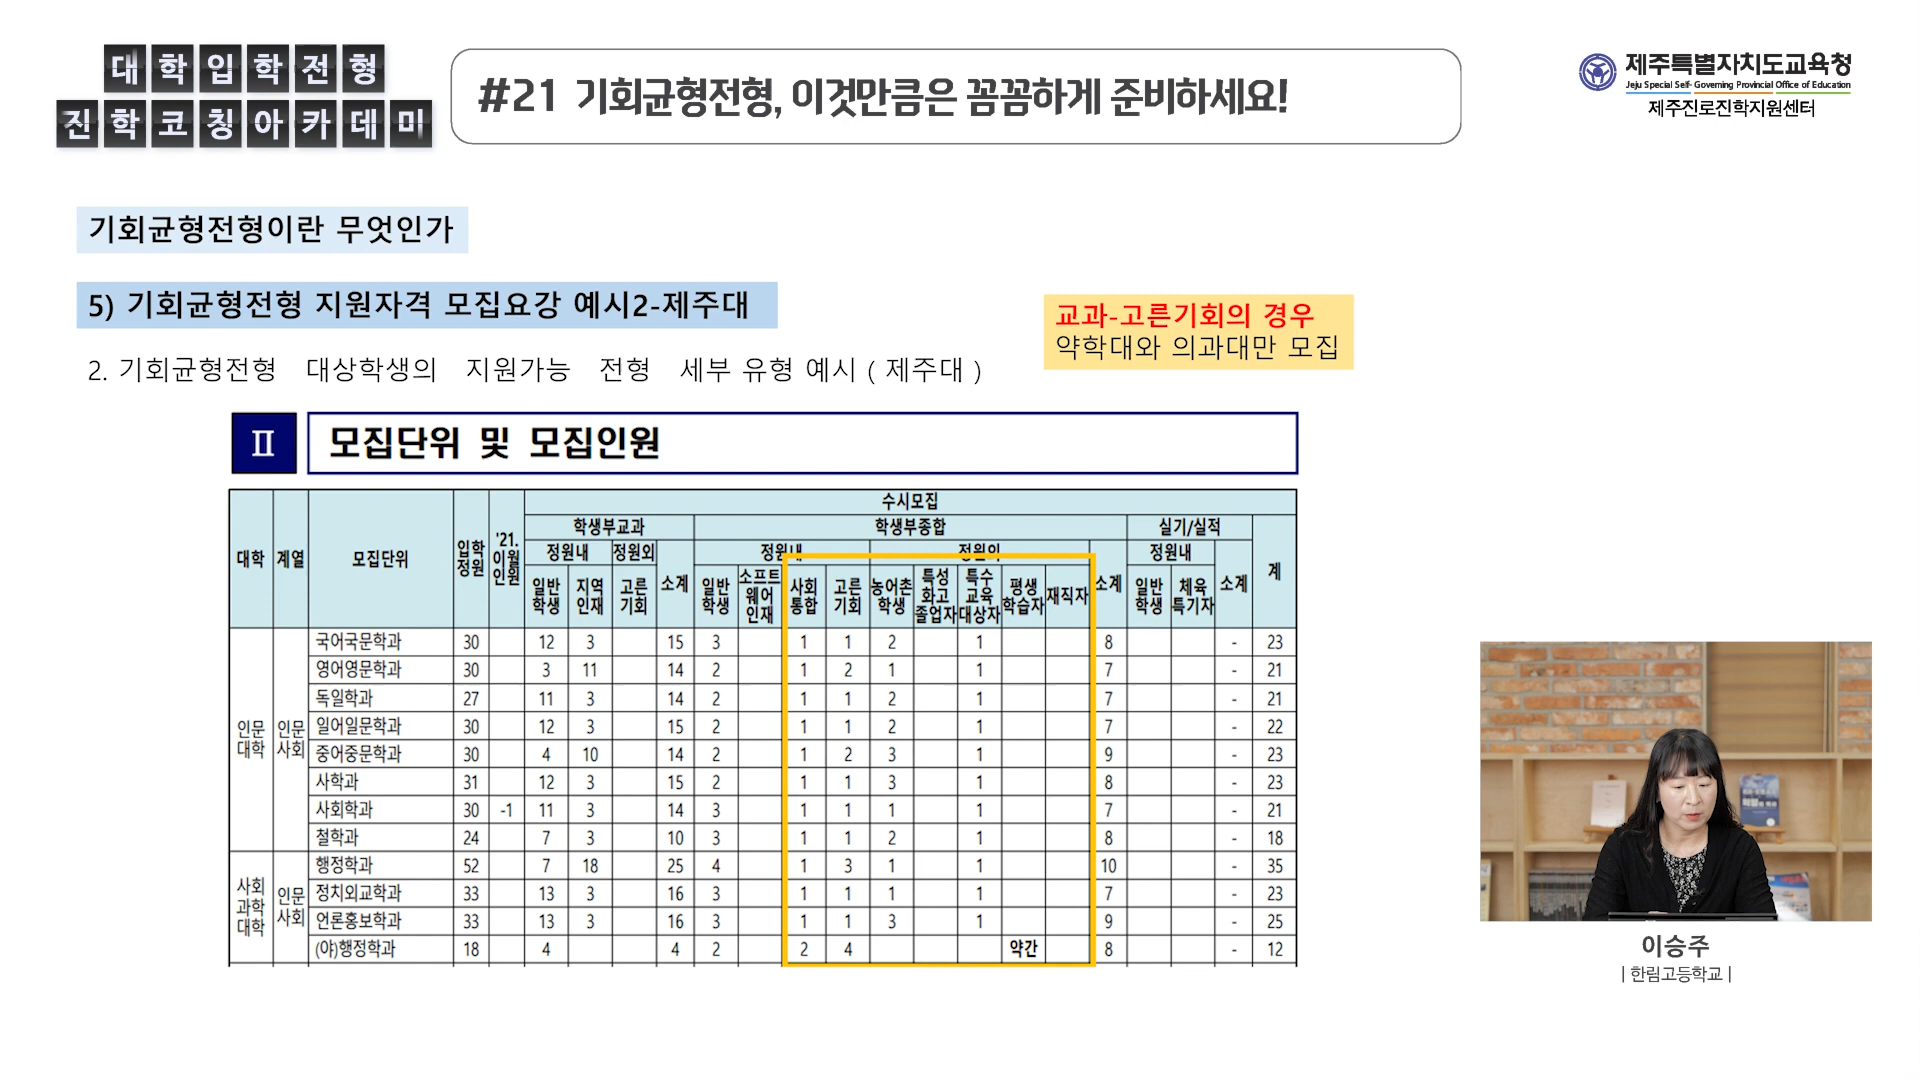 대학입학전형
진학코칭아카데미
#21 기회균형전형, 이것만큼은 꼼꼼하게 준비하세요!
제주특별자치도교육청
Jeju Special Self- Governing Provincial Office of Education
제주진로진학지원센터
기회균형전형이란 무엇인가
5) 기회균형전형 지원자격 모집요강 예시2-제주대
교과-고른기회의 경우
약학대와 의과대만 모집
2. 기회균형전형 대상학생의 지원가능 전형 세부 유형 예시 ( 제주대 )
Ⅱ 모집단위 및 모집인원
대학 계열 모집단위 입학정원 '21.이월인원 수시모집
학생부교과 학생부종합 실기/실적 계
정원내 정원외 소계 정원내 정원외 소계 정원내 소계
일반학생 지역인재 고른기회 일반학생 소프트웨어인재 사회통합 고른기회 농어촌학생 특성화고졸업자 특수교육대상자 평생학습자 재직자 일반학생 체육특기자
인문대학 인문사회
국어국문학과 30 12 3 15 3 1 1 2 1 8 - 23
영어영문학과 30 3 11 14 2 1 2 1 1 7 - 21
독일학과 27 11 3 14 2 1 1 2 1 7 - 21
일어일문학과 30 12 3 15 2 1 1 2 1 7 - 22
중어중문학과 30 4 10 14 2 1 2 3 1 9 - 23
사학과 31 12 3 15 2 1 1 3 1 8 - 23
사회학과 30 -1 11 3 14 3 1 1 1 1 7 - 21
철학과 24 7 3 10 3 1 1 2 1 8 - 18
사회과학대학 인문사회
행정학과 52 7 18 25 4 1 3 1 1 10 - 35
정치외교학과 33 13 3 16 3 1 1 1 1 7 - 23
언론홍보학과 33 13 3 16 3 1 1 3 1 9 - 25
(야)행정학과 18 4 4 2 2 4 약간 8 - 12
이승주
| 한림고등학교 |